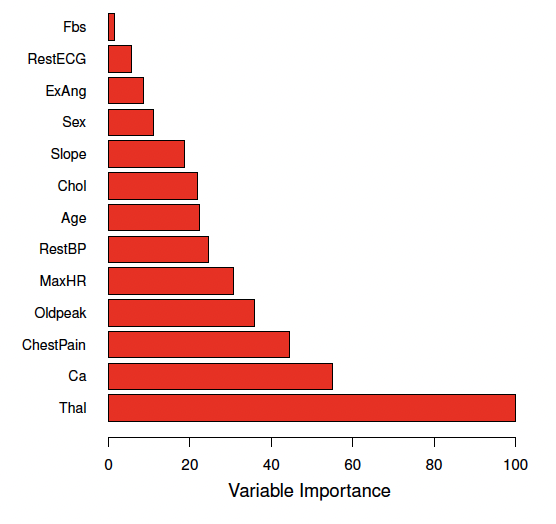 Fbs
RestECG
ExAng
Sex
Slope
Chol
Age
RestBP
MaxHR
Oldpeak
ChestPain
Ca
Thal
0 20 40 60 80 100
Variable Importance